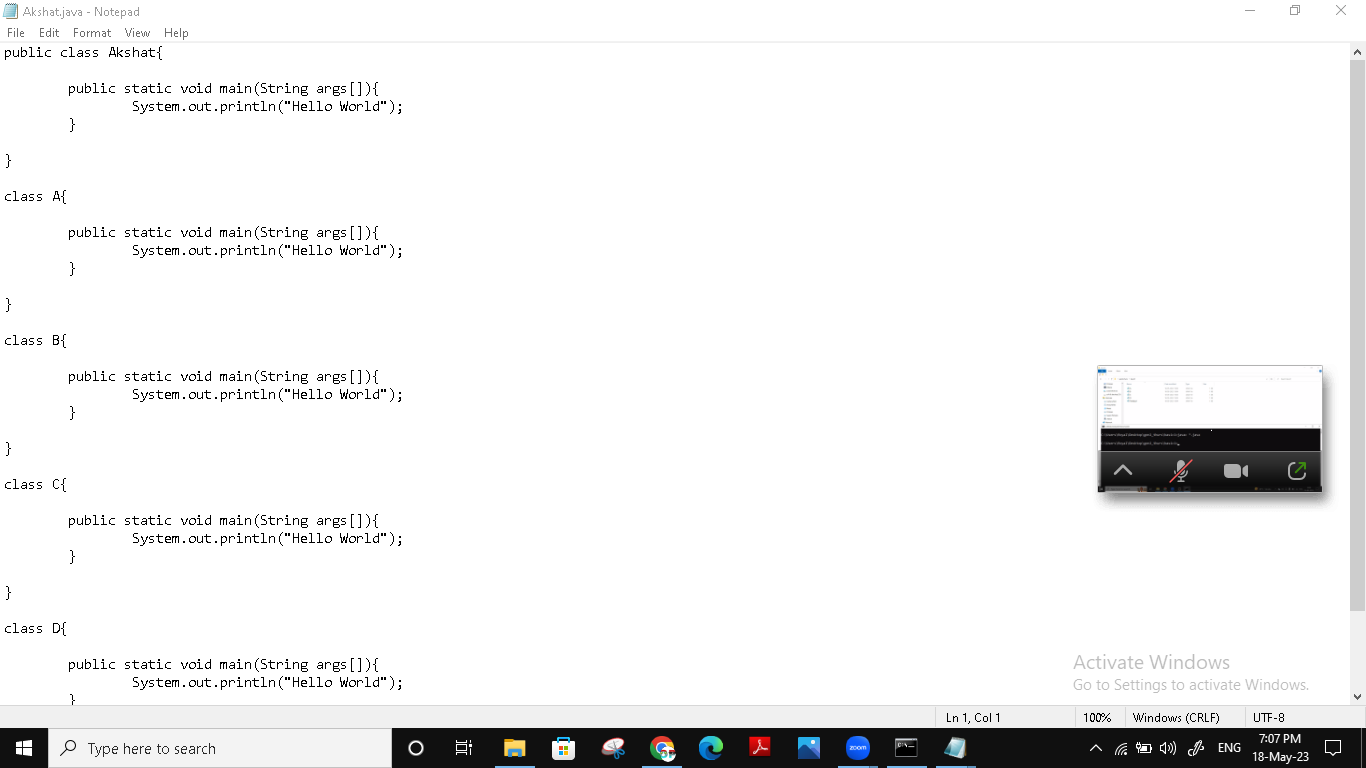 Akshat.java - Notepad
File Edit Format View Help
public class Akshat{
public static void main(String args[]){
System.out.println("Hello World");
}
}
class A{
public static void main(String args[]){
System.out.println("Hello World");
}
}
class B{
public static void main(String args[]){
System.out.println("Hello World");
}
}
class C{
public static void main(String args[]){
System.out.println("Hello World");
}
}
class D{
public static void main(String args[]){
System.out.println("Hello World");
}
Activate Windows
Go to Settings to activate Windows.
Ln 1, Col 1 100% Windows (CRLF) UTF-8
Type here to search
zoom
ENG
7:07 PM
18-May-23